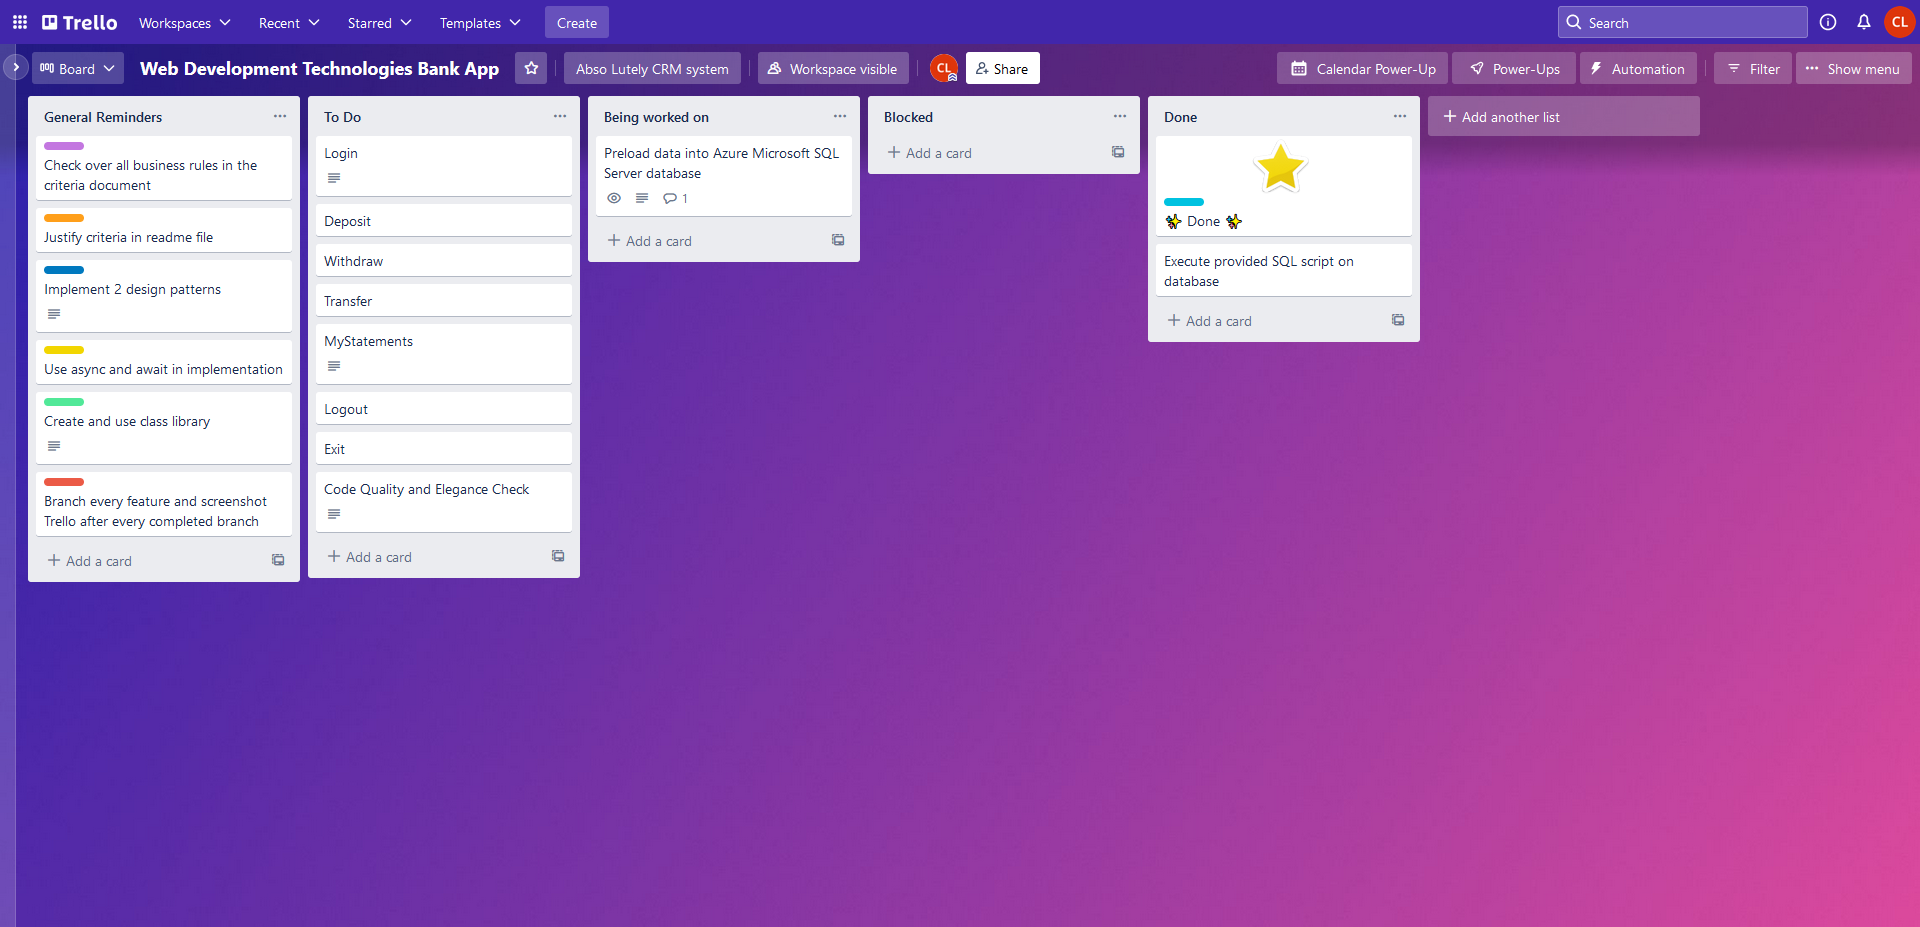 Trello
Workspaces
Recent
Starred
Templates
Create
Search
CL
Board
Web Development Technologies Bank App
Abso Lutely CRM system
Workspace visible
CL
Share
Calendar Power-Up
Power-Ups
Automation
Filter
Show menu
General Reminders
Check over all business rules in the
criteria document
Justify criteria in readme file
Implement 2 design patterns
Use async and await in implementation
Create and use class library
Branch every feature and screenshot
Trello after every completed branch
Add a card
To Do
Login
Deposit
Withdraw
Transfer
MyStatements
Logout
Exit
Code Quality and Elegance Check
Add a card
Being worked on
Preload data into Azure Microsoft SQL
Server database
1
Add a card
Blocked
Add a card
Done
✨ Done ✨
Execute provided SQL script on
database
Add a card
Add another list